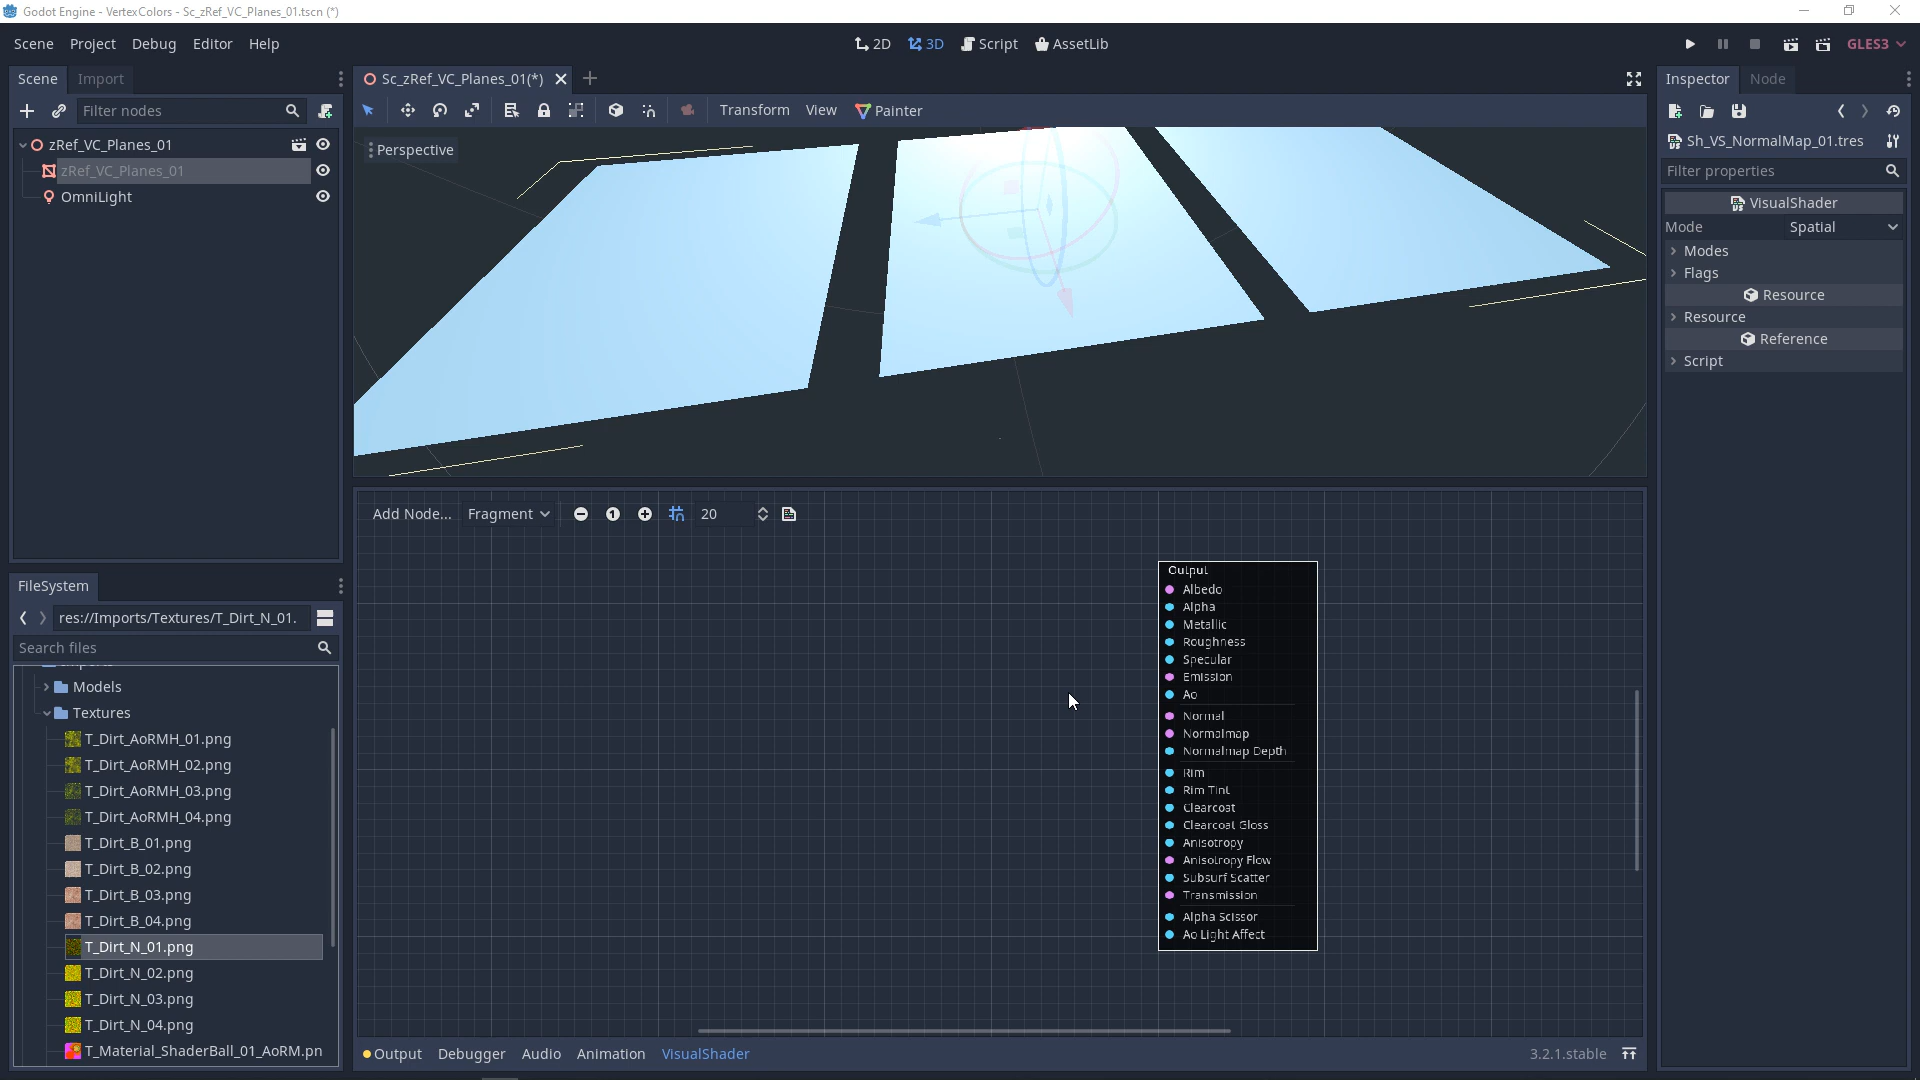 Godot Engine - VertexColors - Sc_zRef_VC_Planes_01.tscn (*)
Scene Project Debug Editor Help
2D 3D Script AssetLib
GLES3
Scene Import
Filter nodes
zRef_VC_Planes_01
zRef_VC_Planes_01
OmniLight
Sc_zRef_VC_Planes_01(*)
Transform View Painter
Perspective
Add Node... Fragment 1 20
Output
Albedo
Alpha
Metallic
Roughness
Specular
Emission
Ao
Normal
Normalmap
Normalmap Depth
Rim
Rim Tint
Clearcoat
Clearcoat Gloss
Anisotropy
Anisotropy Flow
Subsurf Scatter
Transmission
Alpha Scissor
Ao Light Affect
Output Debugger Audio Animation VisualShader
3.2.1.stable
FileSystem
res://Imports/Textures/T_Dirt_N_01.
Search files
Models
Textures
T_Dirt_AoRMH_01.png
T_Dirt_AoRMH_02.png
T_Dirt_AoRMH_03.png
T_Dirt_AoRMH_04.png
T_Dirt_B_01.png
T_Dirt_B_02.png
T_Dirt_B_03.png
T_Dirt_B_04.png
T_Dirt_N_01.png
T_Dirt_N_02.png
T_Dirt_N_03.png
T_Dirt_N_04.png
T_Material_ShaderBall_01_AoRM.pn
Inspector Node
Sh_VS_NormalMap_01.tres
Filter properties
VisualShader
Mode Spatial
Modes
Flags
Resource
Resource
Reference
Script